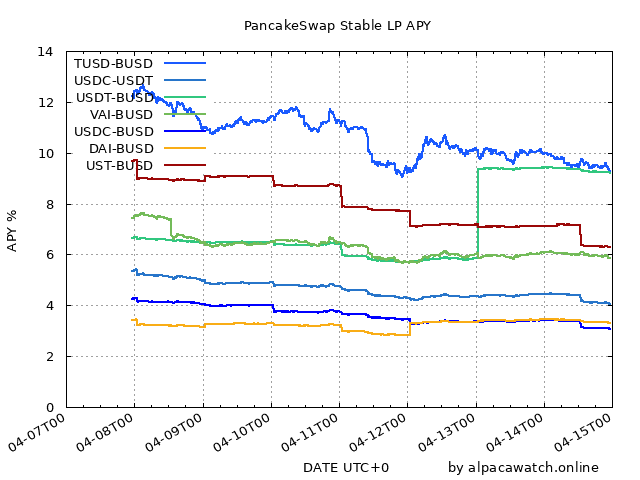 PancakeSwap Stable LP APY
14
12
10
8
6
4
2
0
APY %
TUSD-BUSD
USDC-USDT
USDT-BUSD
VAI-BUSD
USDC-BUSD
DAI-BUSD
UST-BUSD
04-07T00
04-08T00
04-09T00
04-10T00
04-11T00
04-12T00
04-13T00
04-14T00
04-15T00
DATE UTC+0
by alpacawatch.online